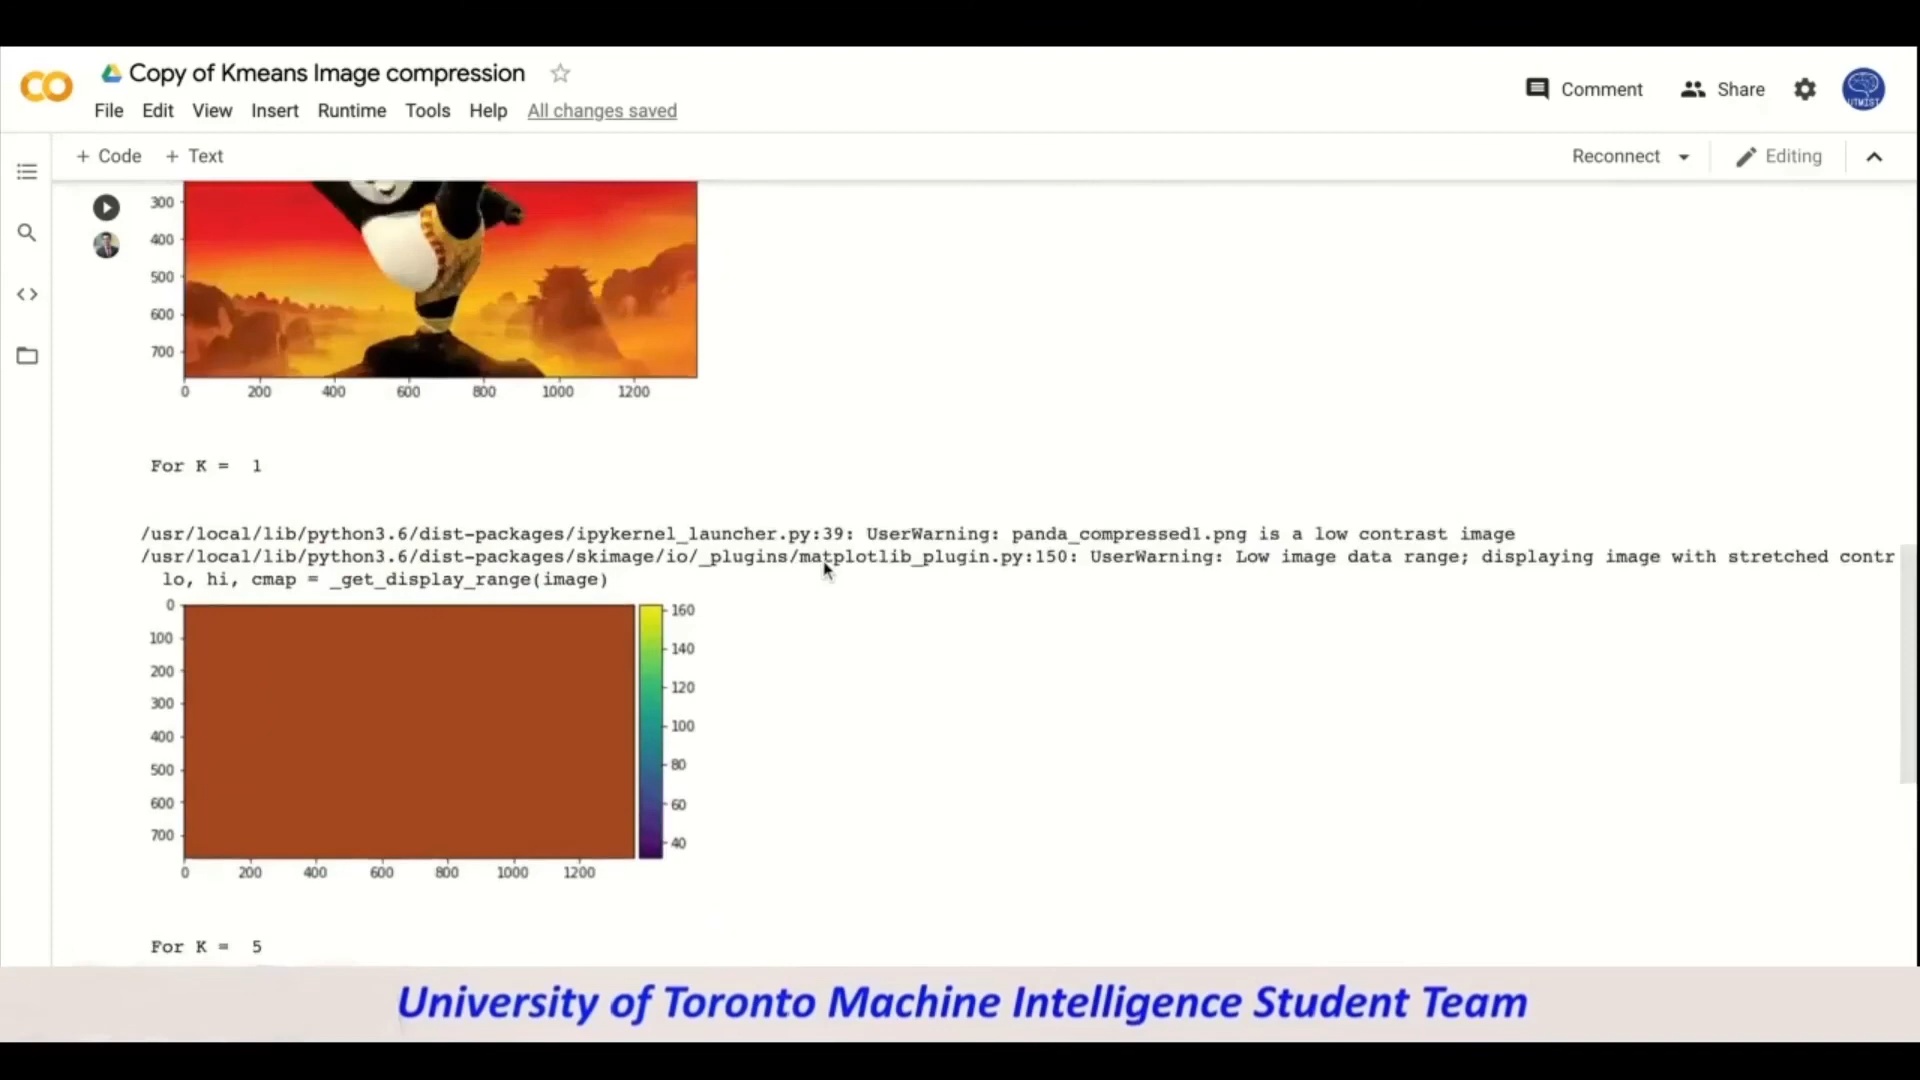 Copy of Kmeans Image compression
File Edit View Insert Runtime Tools Help All changes saved
Comment Share
UTMIST
+ Code + Text
Reconnect Editing
300
400
500
600
700
0 200 400 600 800 1000 1200
For K = 1
/usr/local/lib/python3.6/dist-packages/ipykernel_launcher.py:39: UserWarning: panda_compressed1.png is a low contrast image
/usr/local/lib/python3.6/dist-packages/skimage/io/_plugins/matplotlib_plugin.py:150: UserWarning: Low image data range; displaying image with stretched contr
lo, hi, cmap = _get_display_range(image)
0
100
200
300
400
500
600
700
0 200 400 600 800 1000 1200
160
140
120
100
80
60
40
For K = 5
University of Toronto Machine Intelligence Student Team